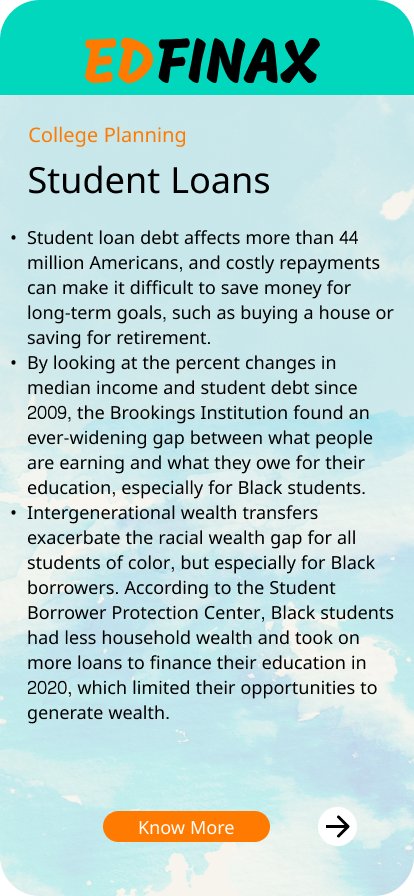 EDFINAX
College Planning
Student Loans
• Student loan debt affects more than 44
million Americans, and costly repayments
can make it difficult to save money for
long-term goals, such as buying a house or
saving for retirement.
• By looking at the percent changes in
median income and student debt since
2009, the Brookings Institution found an
ever-widening gap between what people
are earning and what they owe for their
education, especially for Black students.
• Intergenerational wealth transfers
exacerbate the racial wealth gap for all
students of color, but especially for Black
borrowers. According to the Student
Borrower Protection Center, Black students
had less household wealth and took on
more loans to finance their education in
2020, which limited their opportunities to
generate wealth.
Know More